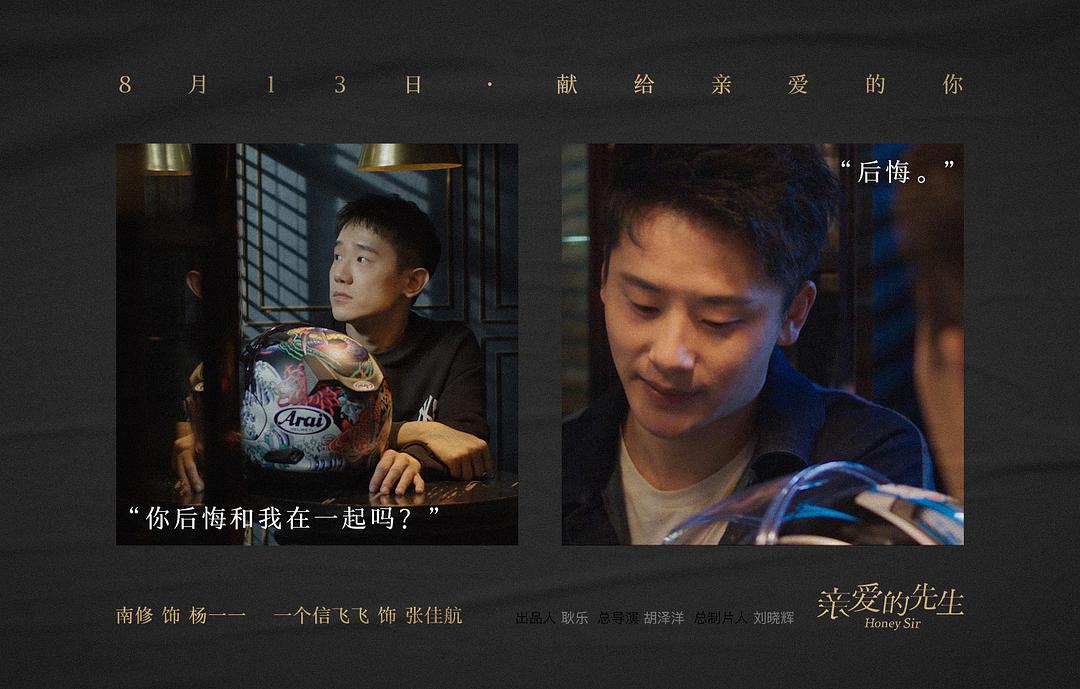 8月13日·献给亲爱的你
“后悔。”
Arai
HELMET
“你后悔和我在一起吗？”
南修 饰 杨一一 一个信飞飞 饰 张佳航
出品人 耿乐 总导演 胡泽洋 总制片人 刘晓辉
亲爱的先生
Honey Sir